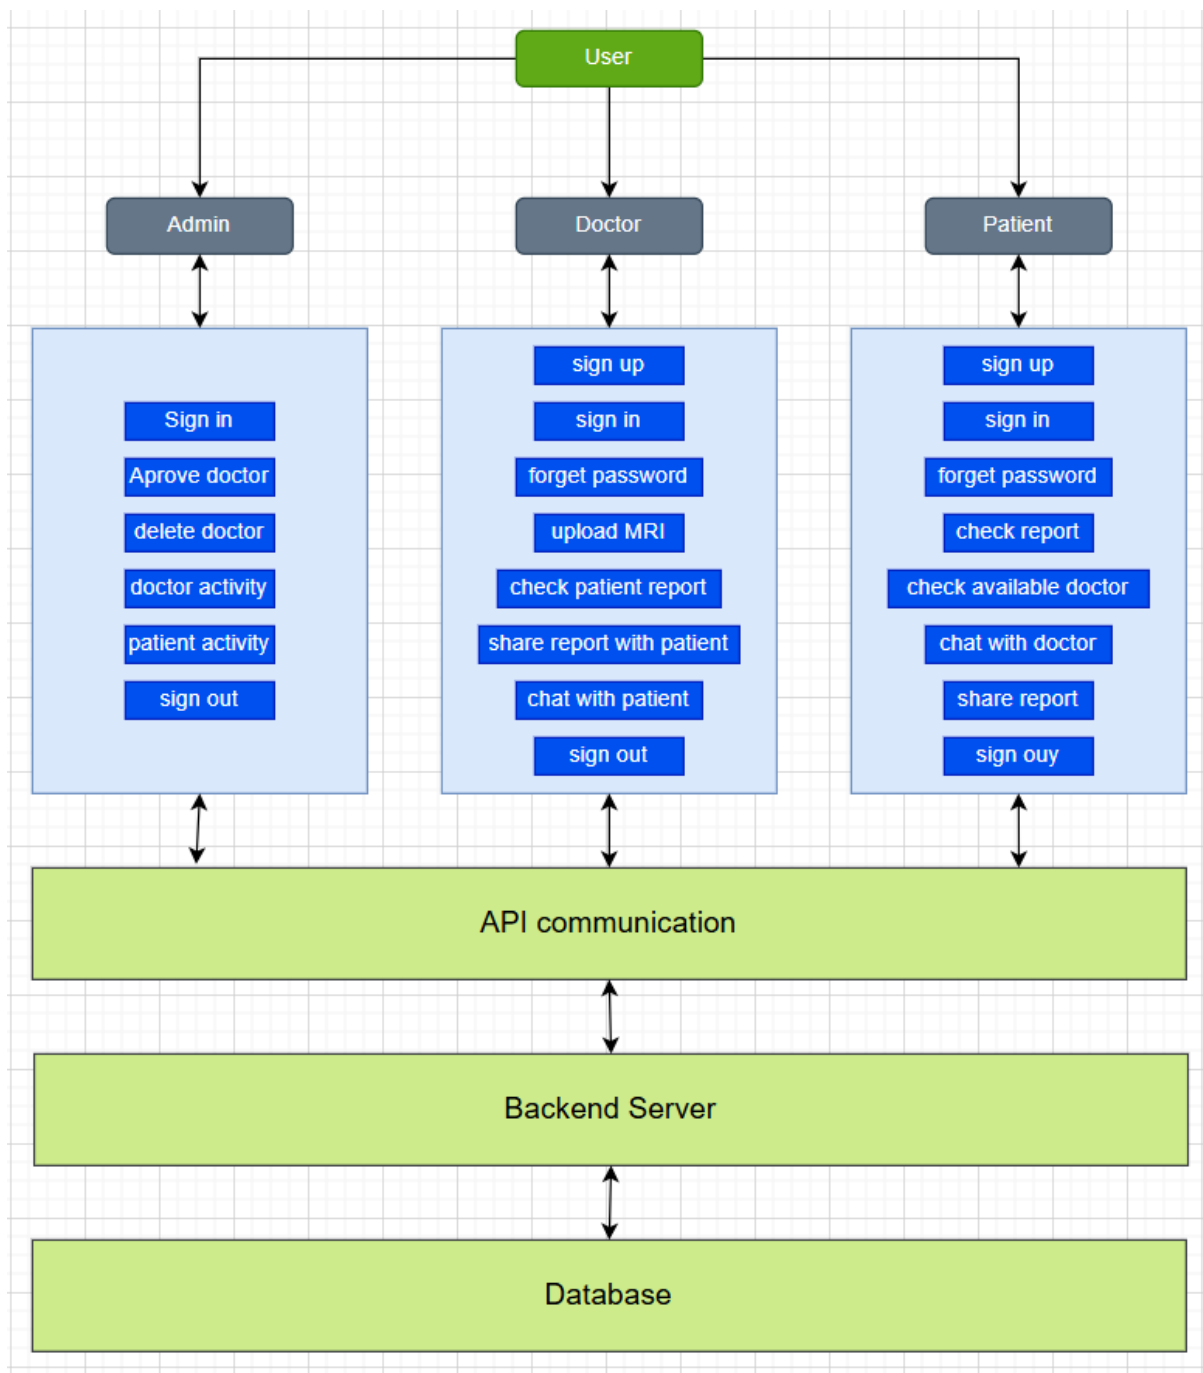 User
Admin
Doctor
Patient
Sign in
Aprove doctor
delete doctor
doctor activity
patient activity
sign out
sign up
sign in
forget password
upload MRI
check patient report
share report with patient
chat with patient
sign out
sign up
sign in
forget password
check report
check available doctor
chat with doctor
share report
sign ouy
API communication
Backend Server
Database